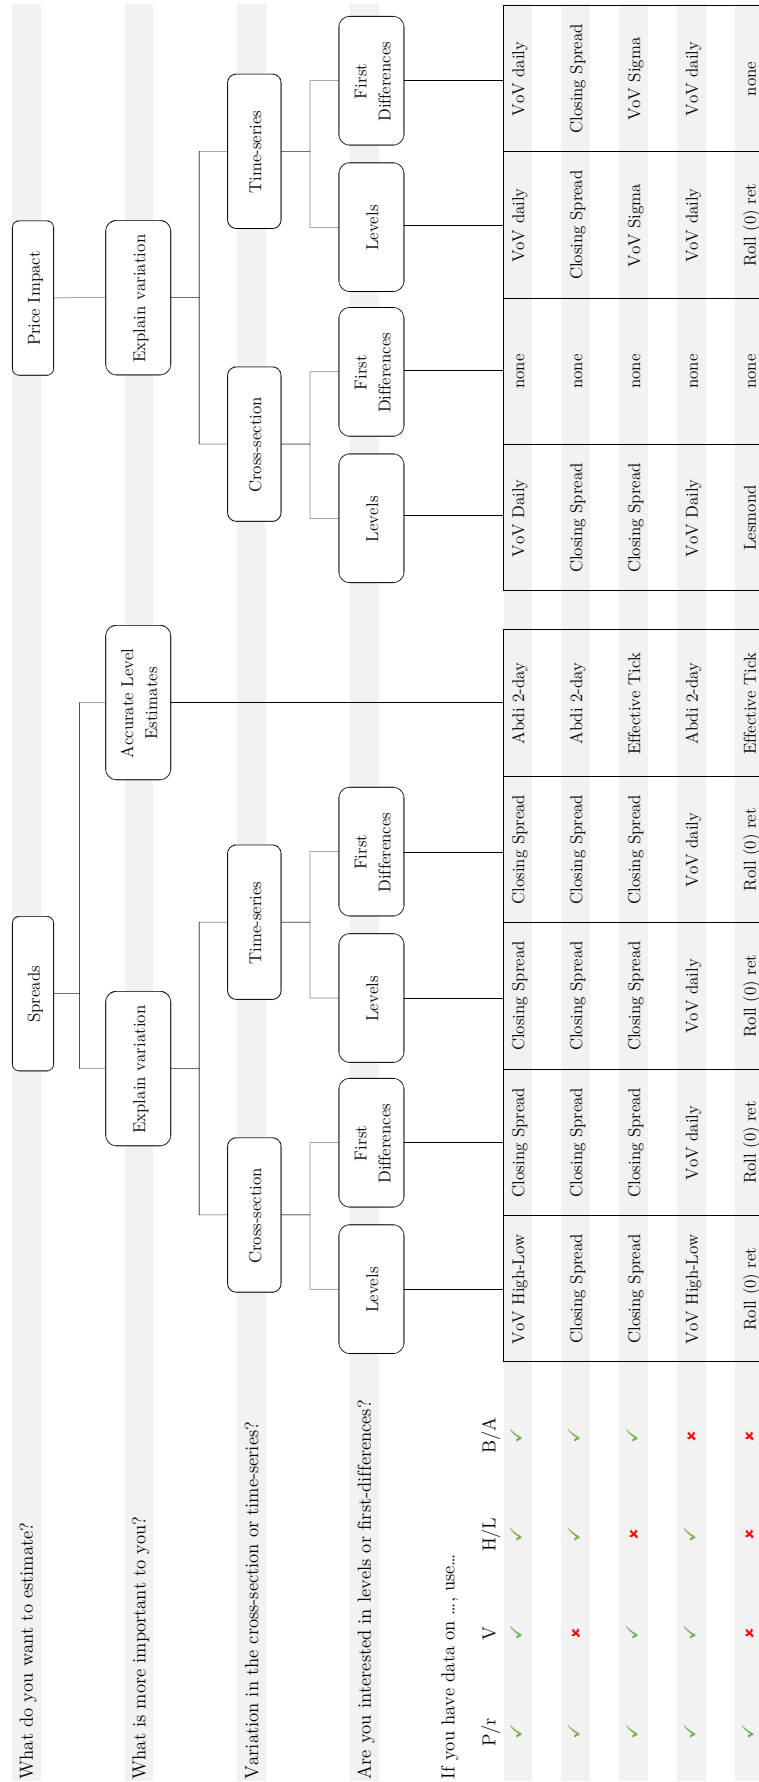 What do you want to estimate?
Spreads
Price Impact
What is more important to you?
Explain variation
Accurate Level
Estimates
Explain variation
Variation in the cross-section or time-series?
Cross-section
Time-series
Cross-section
Time-series
Are you interested in levels or first-differences?
Levels
First
Differences
Levels
First
Differences
Levels
First
Differences
Levels
First
Differences
If you have data on ..., use...
P/r V H/L B/A
✓ ✓ ✓ ✓ VoV High-Low Closing Spread Closing Spread Closing Spread Abdi 2-day VoV Daily none VoV daily VoV daily
✓ ✗ ✓ ✓ Closing Spread Closing Spread Closing Spread Closing Spread Abdi 2-day Closing Spread none Closing Spread Closing Spread
✓ ✓ ✗ ✓ Closing Spread Closing Spread Closing Spread Closing Spread Effective Tick Closing Spread none VoV Sigma VoV Sigma
✓ ✓ ✓ ✗ VoV High-Low VoV daily VoV daily VoV daily Abdi 2-day VoV Daily none VoV daily VoV daily
✓ ✗ ✗ ✗ Roll (0) ret Roll (0) ret Roll (0) ret Roll (0) ret Effective Tick Lesmond none Roll (0) ret none